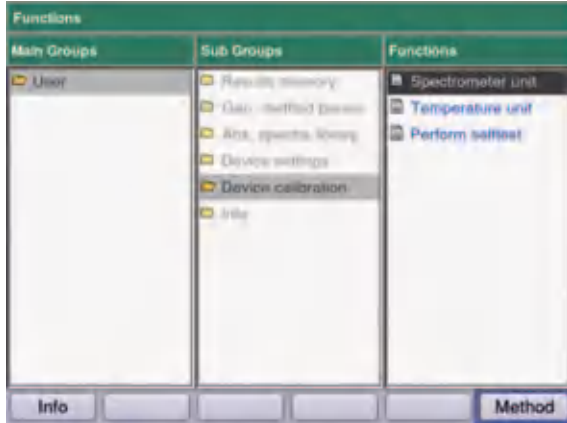 Functions
Main Groups
Sub Groups
Functions
User
Results memory
Device settings
Device calibration
Info
Spectrometer unit
Temperature unit
Perform selftest
Info
Method